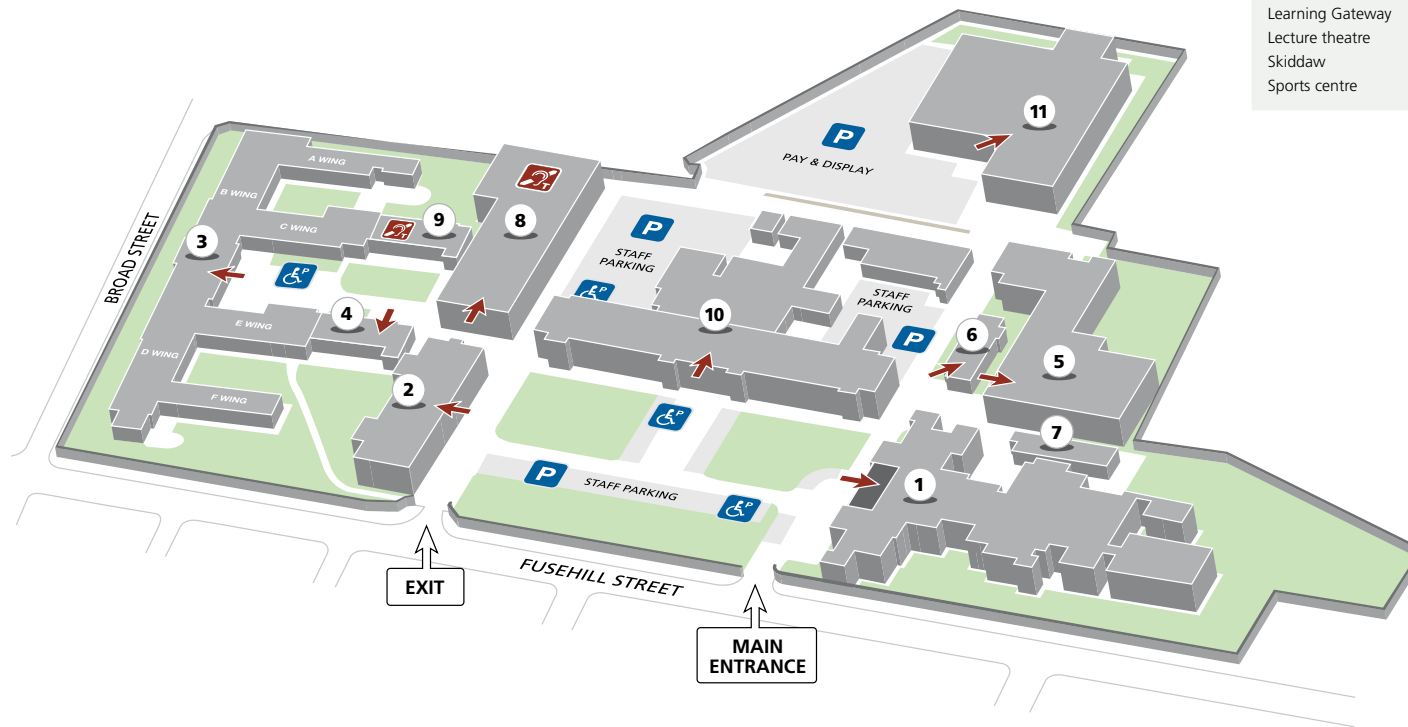 Learning Gateway
Lecture theatre
Skiddaw
Sports centre
11
P
PAY & DISPLAY
A WING
B WING
9
T
8
T
C WING
3
P
STAFF
PARKING
P
BROAD STREET
P
4
10
STAFF
PARKING
P
6
E WING
5
D WING
2
F WING
P
7
P
STAFF PARKING
P
1
EXIT
FUSEHILL STREET
MAIN
ENTRANCE